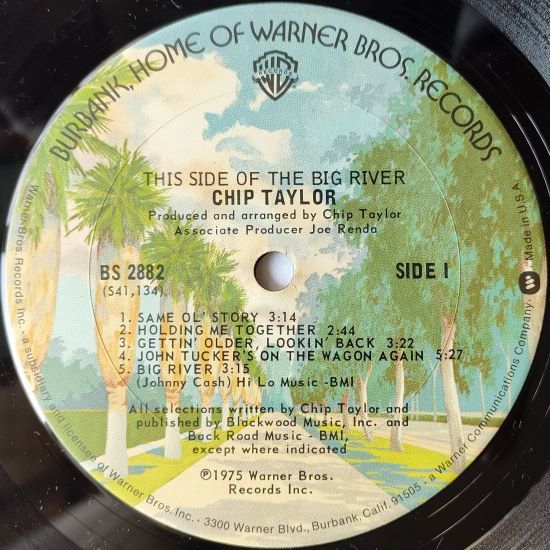 BURBANK, HOME OF WARNER BROS. RECORDS
THIS SIDE OF THE BIG RIVER
CHIP TAYLOR
Produced and arranged by Chip Taylor
Associate Producer Joe Renda
BS 2882
SIDE 1
(S41,134)
1. SAME OL' STORY 3:14
2. HOLDING ME TOGETHER 2:44
3. GETTIN' OLDER, LOOKIN' BACK 3:22
4. JOHN TUCKER'S ON THE WAGON AGAIN 5:27
5. BIG RIVER 3:15
(Johnny Cash) Hi Lo Music -BMI
All selections written by Chip Taylor and
published by Blackwood Music, Inc. and
Back Road Music - BMI,
except where indicated
℗1975 Warner Bros.
Records Inc.
Warner Bros. Records Inc. · a subsidiary and licensee of Warner Bros. Inc. · 3300 Warner Blvd., Burbank, Calif. 91505 · a Warner Communications Company · Made in U.S.A.